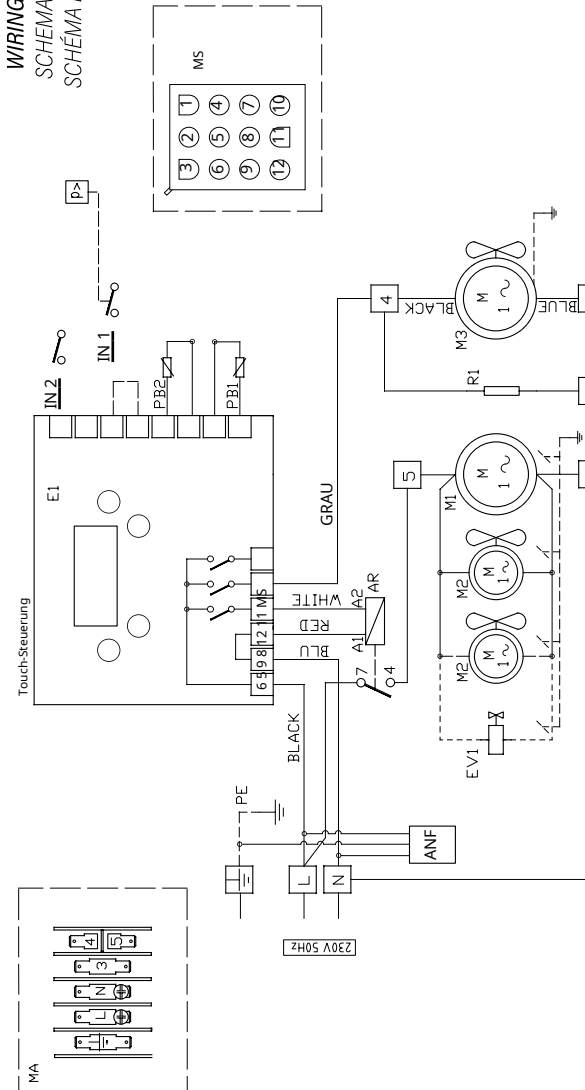 WIRING
SCHEMA
SCHÉMA
MS
1 2 3
4 5 6
7 8 9
10 11 12
p>
IN 2
IN 1
PB2
PB1
Touch-Steuerung
E1
6 5 9 8 12 11 MS
BLACK
BLU
RED
WHITE
GRAU
A1
A2
AR
7
4
5
4
BLACK
BLUE
M3
M
1
R1
M1
M
1
M2
M
1
M2
M
1
EV1
PE
L
N
ANF
230V 50Hz
MA
L
N
3
4
5